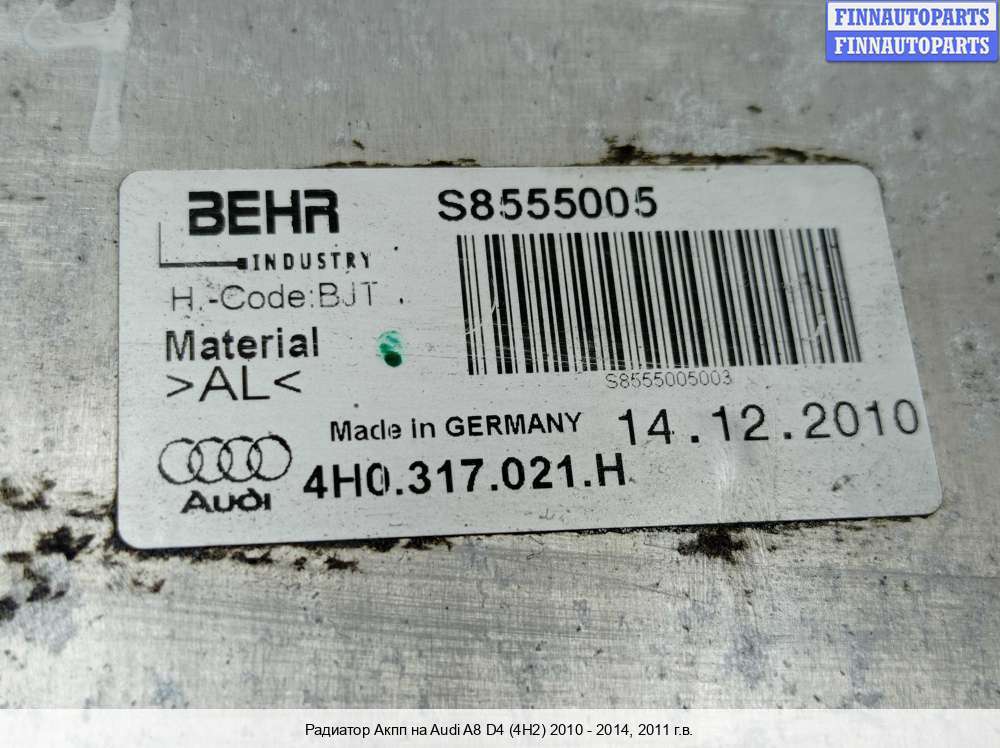 FINNAUTOPARTS
FINNAUTOPARTS
BEHR
INDUSTRY
S8555005
H.-Code:BJT
Material
>AL<
S8555005003
Made in GERMANY
14.12.2010
Audi
4H0.317.021.H
Радиатор Акпп на Audi A8 D4 (4H2) 2010 - 2014, 2011 г.в.